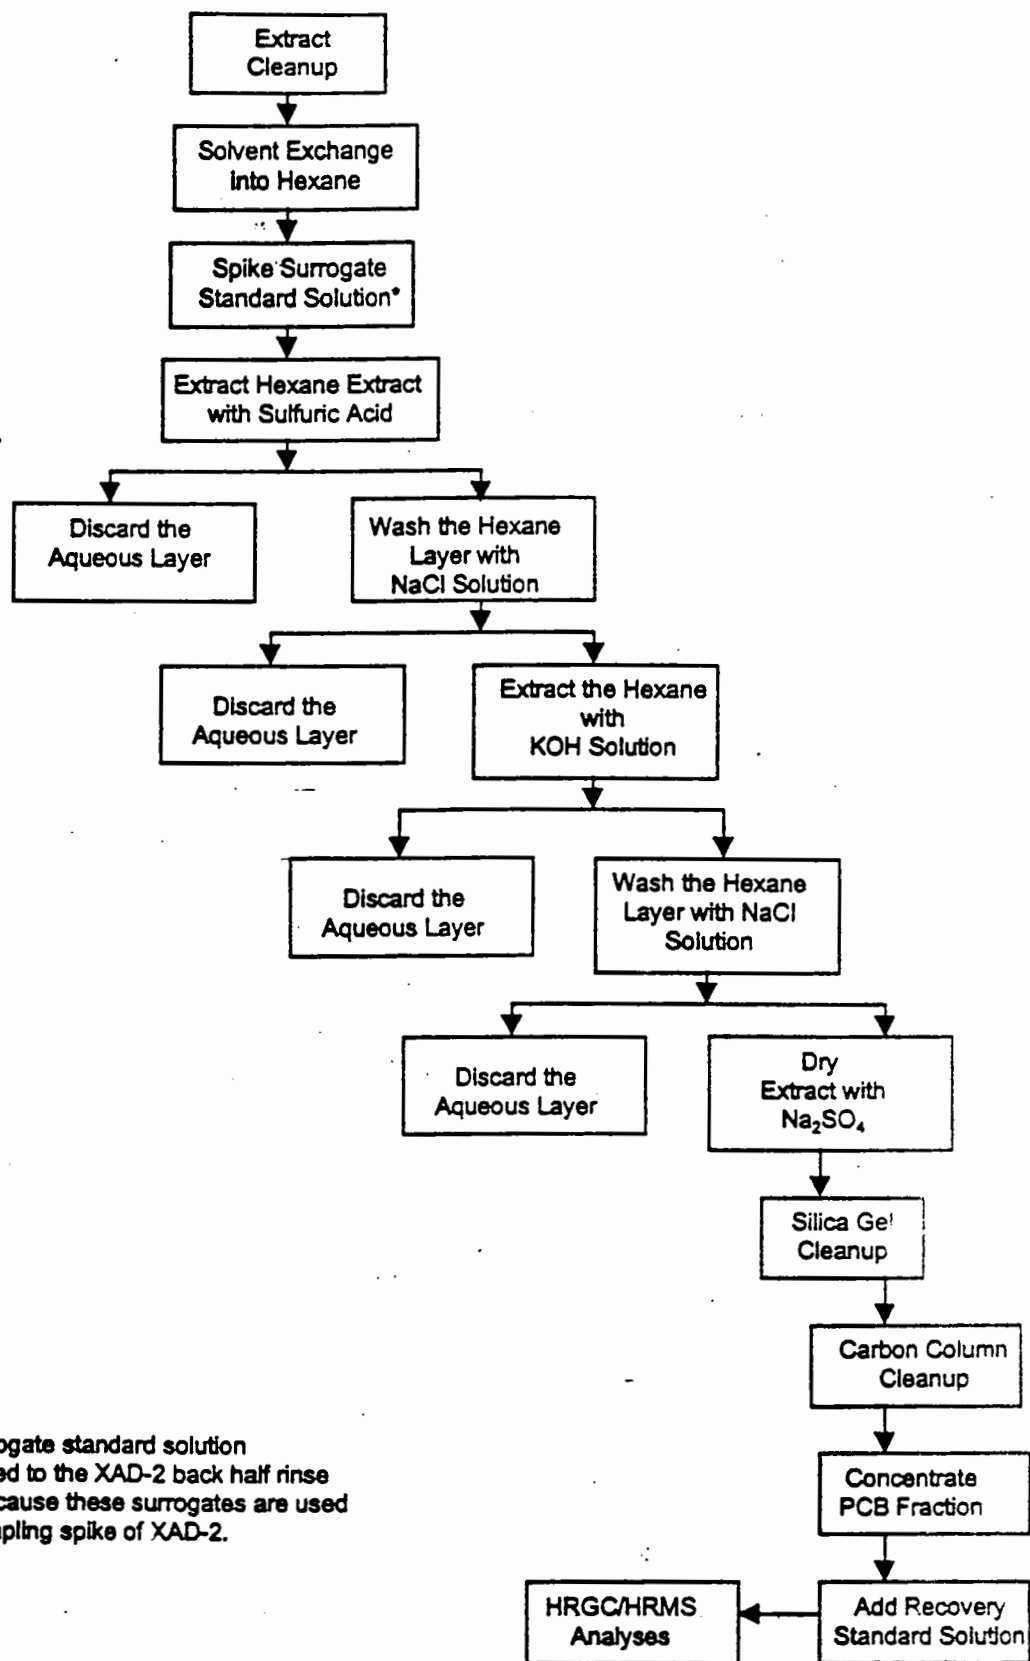 Extract
Cleanup
Solvent Exchange
into Hexane
Spike Surrogate
Standard Solution*
Extract Hexane Extract
with Sulfuric Acid
Discard the
Aqueous Layer
Wash the Hexane
Layer with
NaCl Solution
Discard the
Aqueous Layer
Extract the Hexane
with
KOH Solution
Discard the
Aqueous Layer
Wash the Hexane
Layer with NaCl
Solution
Discard the
Aqueous Layer
Dry
Extract with
Na₂SO₄
Silica Gel
Cleanup
Carbon Column
Cleanup
Concentrate
PCB Fraction
Add Recovery
Standard Solution
HRGC/HRMS
Analyses
ogate standard solution
ed to the XAD-2 back half rinse
cause these surrogates are used
pling spike of XAD-2.